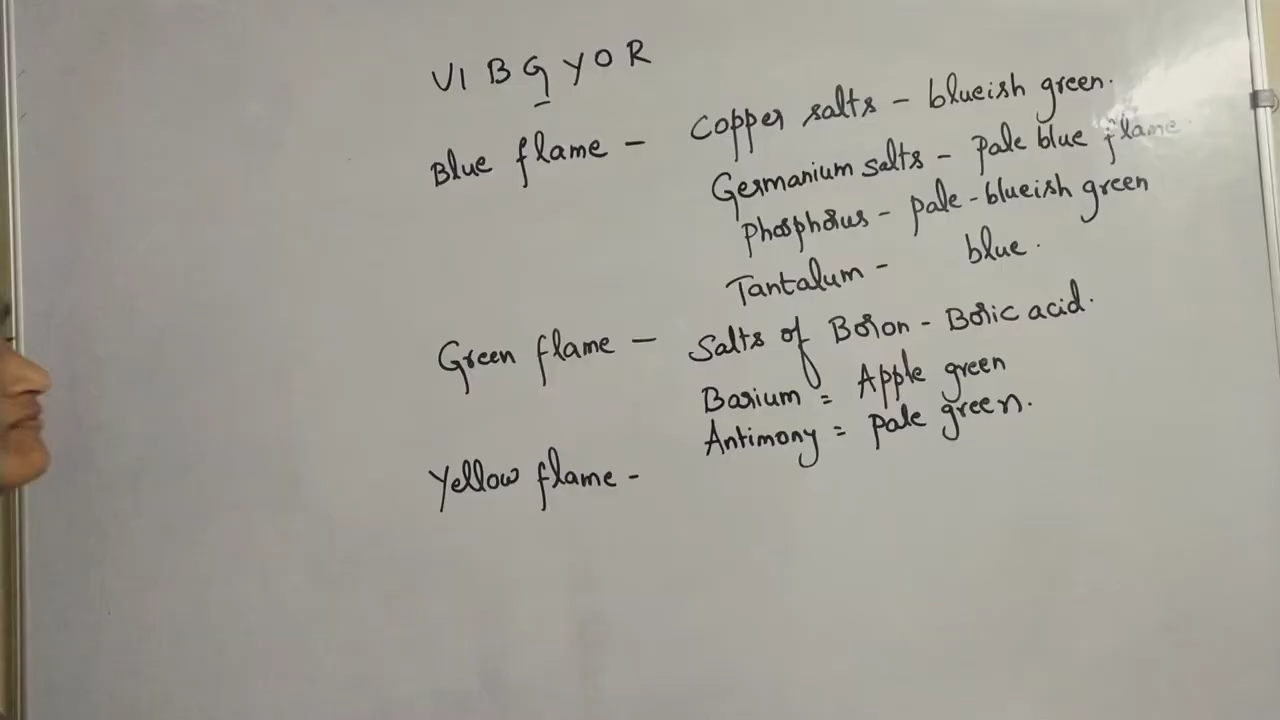 VIBGYOR
Blue flame - Copper salts - blueish green.
Germanium salts - pale blue flame
Phosphorus - pale-blueish green
Tantalum - blue.
Green flame - Salts of Boron - Boric acid.
Barium = Apple green
Antimony = pale green.
Yellow flame -